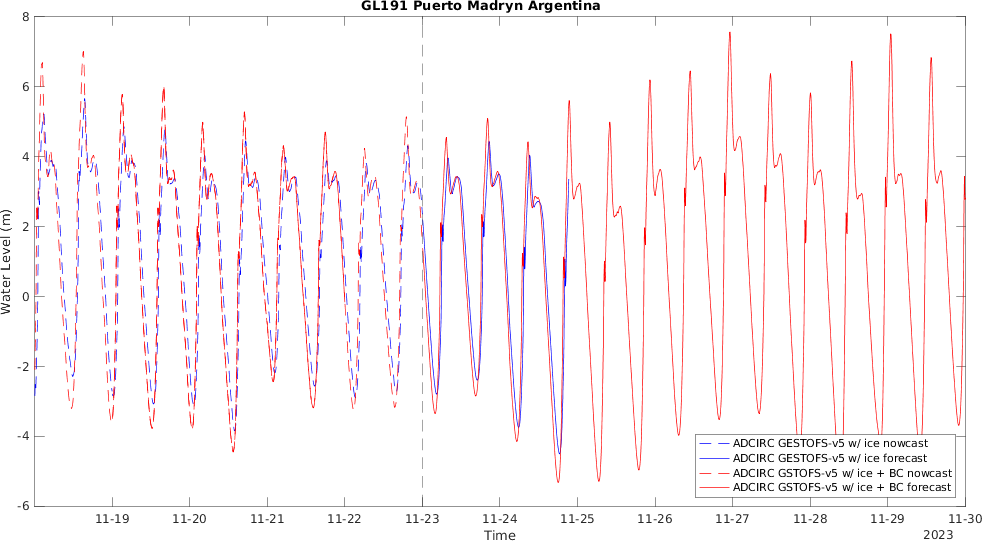 GL191 Puerto Madryn Argentina
8
6
4
2
0
-2
-4
-6
Water Level (m)
ADCIRC GESTOFS-v5 w/ ice nowcast
ADCIRC GESTOFS-v5 w/ ice forecast
ADCIRC GSTOFS-v5 w/ ice + BC nowcast
ADCIRC GSTOFS-v5 w/ ice + BC forecast
11-19 11-20 11-21 11-22 11-23 11-24 11-25 11-26 11-27 11-28 11-29 11-30
Time 2023